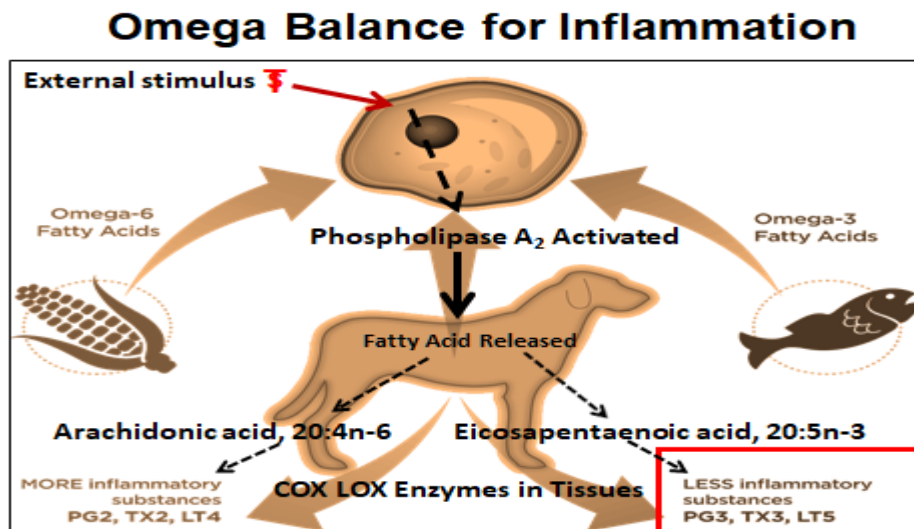 Omega Balance for Inflammation
External stimulus
Omega-6
Fatty Acids
Omega-3
Fatty Acids
Phospholipase A₂ Activated
Fatty Acid Released
Arachidonic acid, 20:4n-6
Eicosapentaenoic acid, 20:5n-3
MORE inflammatory
substances
PG2, TX2, LT4
COX LOX Enzymes in Tissues
LESS inflammatory
substances
PG3, TX3, LT5